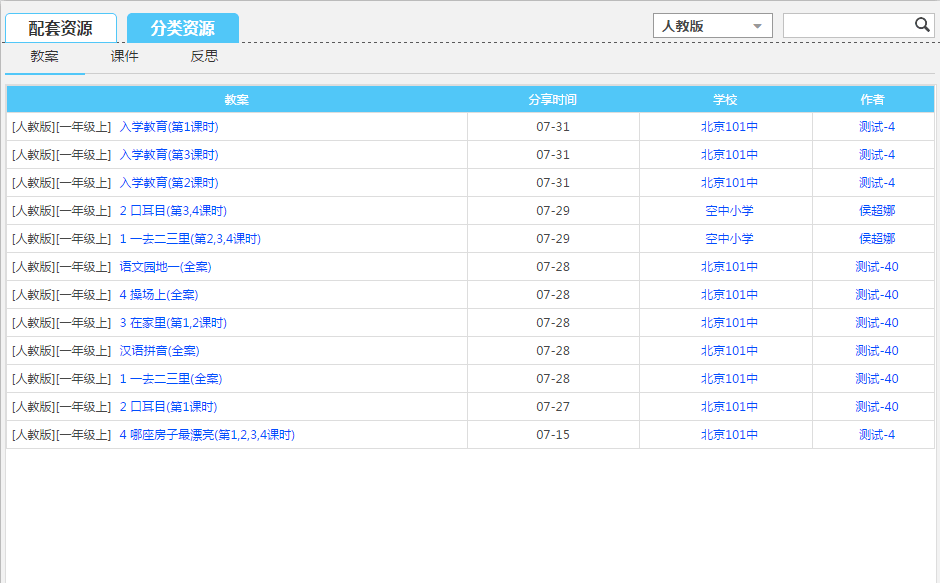 配套资源 分类资源 人教版
教案 课件 反思
教案 分享时间 学校 作者
[人教版][一年级上] 入学教育(第1课时) 07-31 北京101中 测试-4
[人教版][一年级上] 入学教育(第3课时) 07-31 北京101中 测试-4
[人教版][一年级上] 入学教育(第2课时) 07-31 北京101中 测试-4
[人教版][一年级上] 2 口耳目(第3,4课时) 07-29 空中小学 侯超娜
[人教版][一年级上] 1 一去二三里(第2,3,4课时) 07-29 空中小学 侯超娜
[人教版][一年级上] 语文园地一(全案) 07-28 北京101中 测试-40
[人教版][一年级上] 4 操场上(全案) 07-28 北京101中 测试-40
[人教版][一年级上] 3 在家里(第1,2课时) 07-28 北京101中 测试-40
[人教版][一年级上] 汉语拼音(全案) 07-28 北京101中 测试-40
[人教版][一年级上] 1 一去二三里(全案) 07-28 北京101中 测试-40
[人教版][一年级上] 2 口耳目(第1课时) 07-27 北京101中 测试-40
[人教版][一年级上] 4 哪座房子最漂亮(第1,2,3,4课时) 07-15 北京101中 测试-4